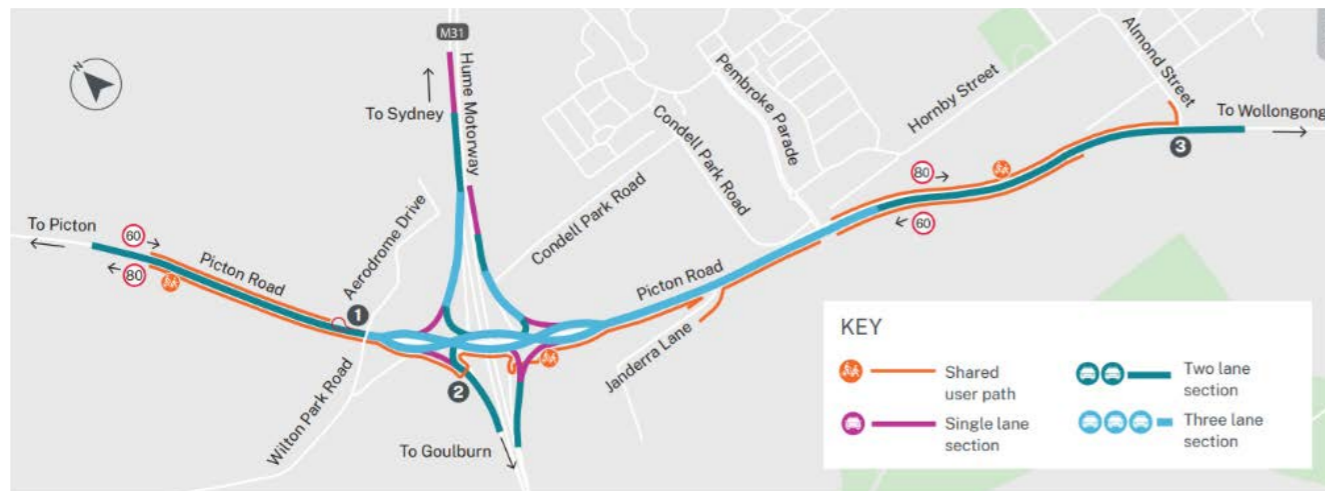 M31
N
Hume Motorway
To Sydney
Pembroke Parade
Hornby Street
Almond Street
To Wollongong
Condell Park Road
3
80
60
To Picton
60
80
Picton Road
Aerodrome Drive
Condell Park Road
1
Picton Road
Janderra Lane
2
Wilton Park Road
To Goulburn
KEY
Shared
user path
Single lane
section
Two lane
section
Three lane
section